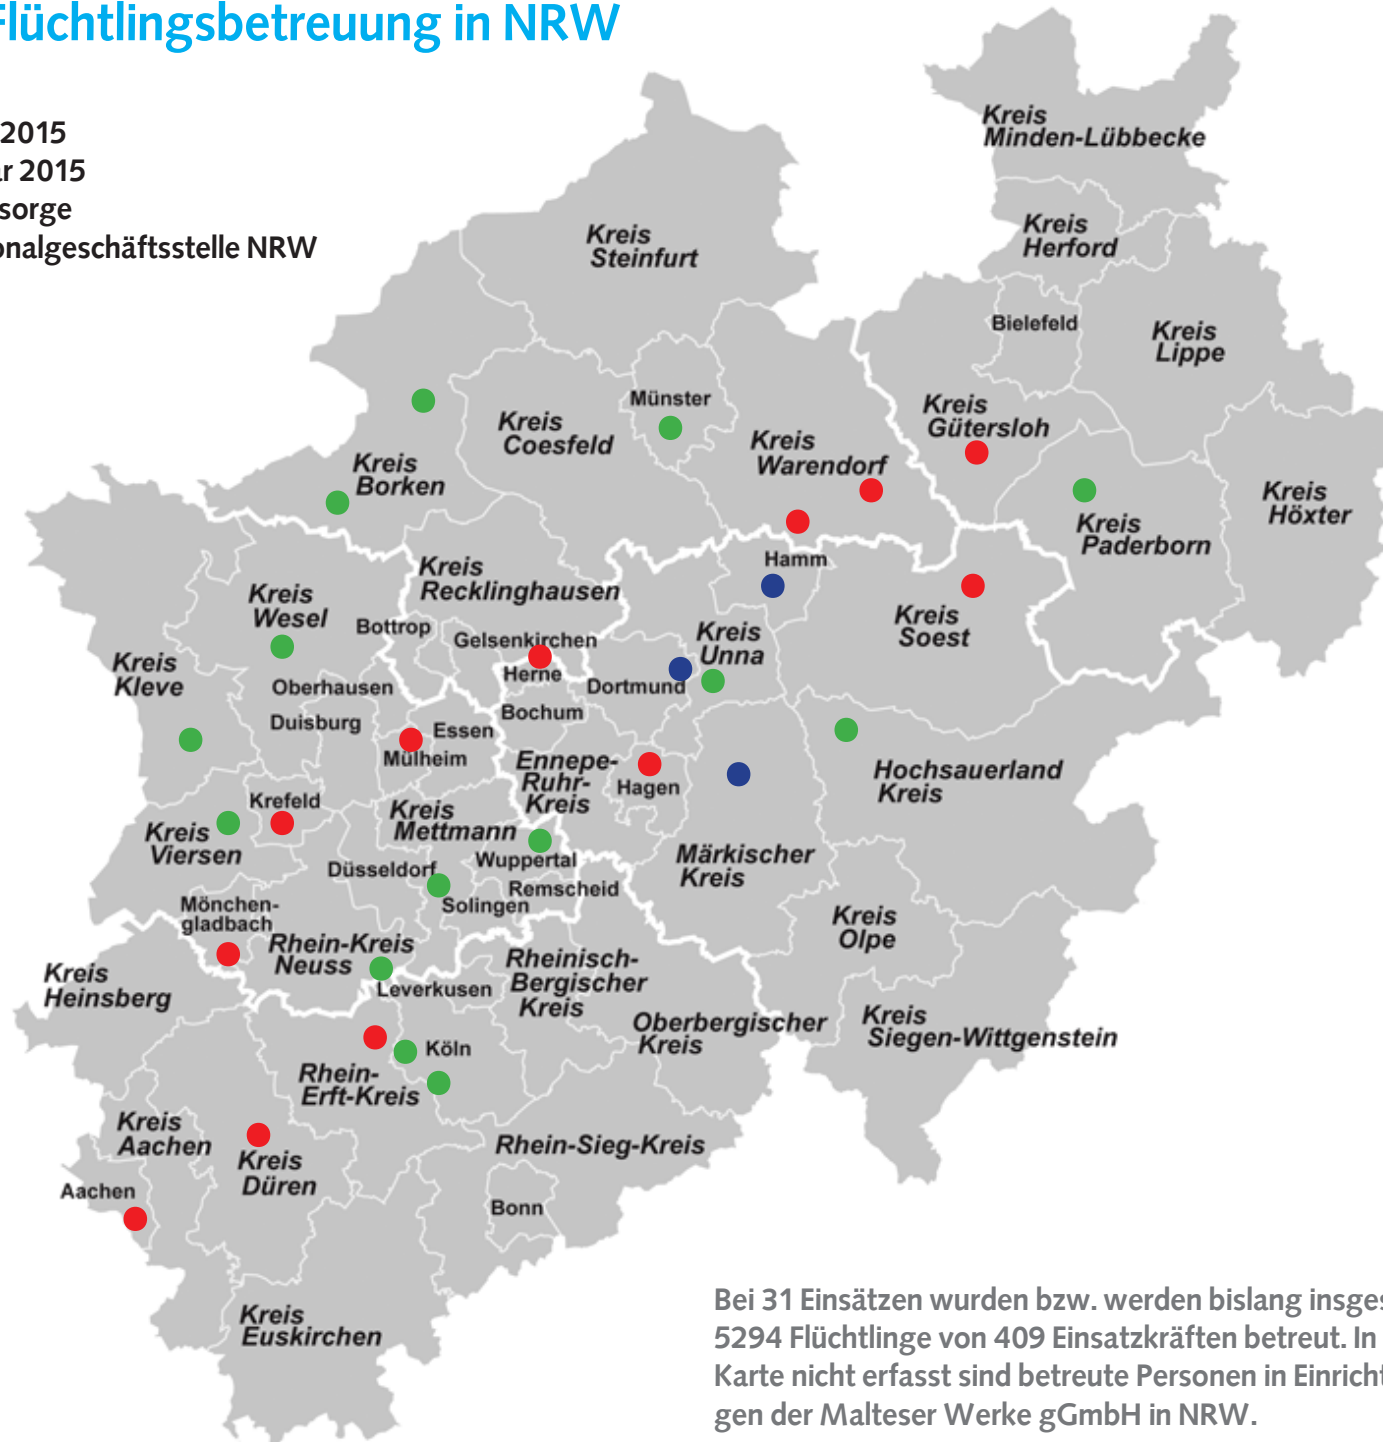 Flüchtlingsbetreuung in NRW
2015
2015
NRW
Kreis
Minden-Lübbecke
Kreis
Herford
Kreis
Steinfurt
Bielefeld
Kreis
Lippe
Münster
Kreis
Gütersloh
Kreis
Coesfeld
Kreis
Warendorf
Kreis
Borken
Kreis
Höxter
Kreis
Paderborn
Hamm
Kreis
Recklinghausen
Kreis
Wesel
Bottrop
Kreis
Soest
Gelsenkirchen
Kreis
Unna
Kreis
Kleve
Herne
Oberhausen
Dortmund
Duisburg
Bochum
Essen
Mülheim
Ennepe-
Ruhr-
Kreis
Hagen
Hochsauerland
Kreis
Krefeld
Kreis
Mettmann
Kreis
Viersen
Märkischer
Kreis
Wuppertal
Düsseldorf
Remscheid
Solingen
Mönchen-
gladbach
Kreis
Olpe
Rhein-Kreis
Neuss
Rheinisch-
Bergischer
Kreis
Kreis
Heinsberg
Leverkusen
Oberbergischer
Kreis
Kreis
Siegen-Wittgenstein
Köln
Rhein-
Erft-Kreis
Kreis
Aachen
Rhein-Sieg-Kreis
Kreis
Düren
Aachen
Bonn
Kreis
Euskirchen
Bei 31 Einsätzen wurden bzw. werden bislang
5294 Flüchtlinge von 409 Einsatzkräften betreut. In
Karte nicht erfasst sind betreute Personen in
gen der Malteser Werke gGmbH in NRW.